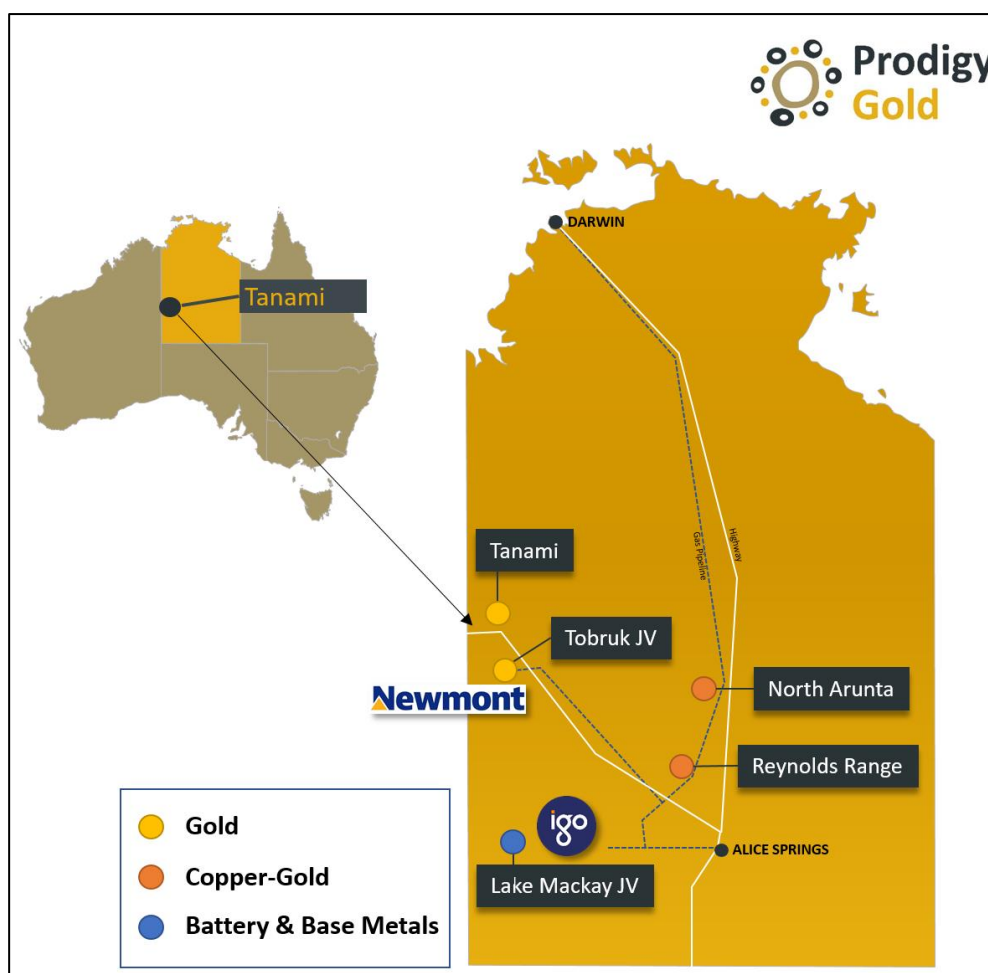 Prodigy
Gold
DARWIN
Tanami
Highway
Gas Pipeline
Tanami
Tobruk JV
Newmont
North Arunta
Reynolds Range
Gold
Copper-Gold
Battery & Base Metals
igo
ALICE SPRINGS
Lake Mackay JV